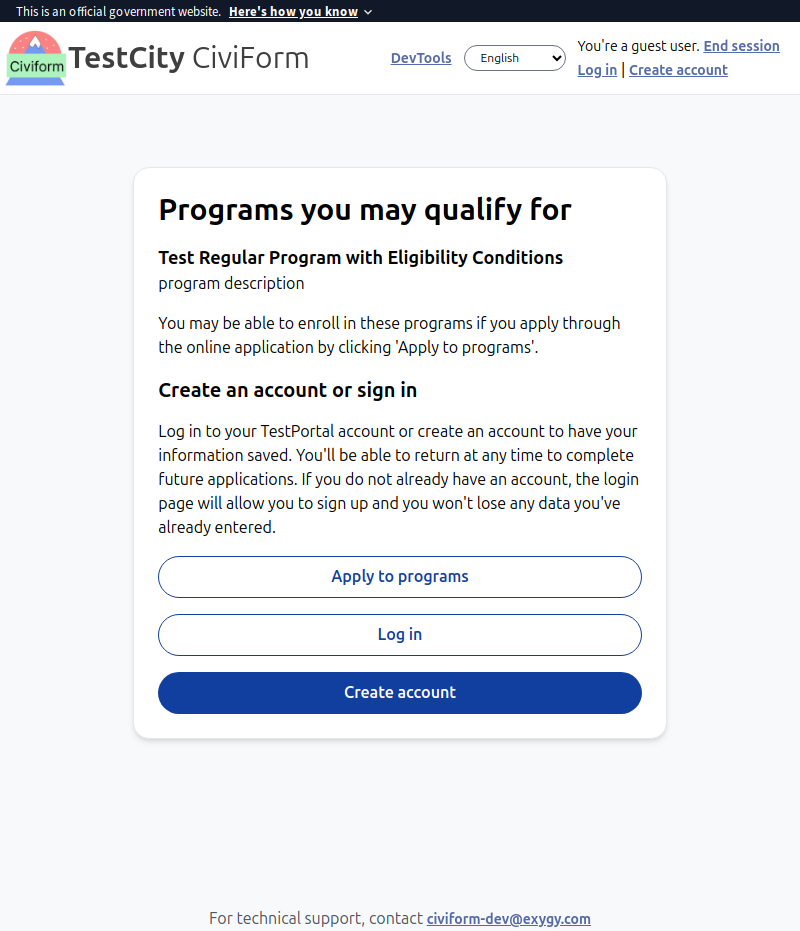 This is an official government website. Here's how you know
Civiform
TestCity CiviForm
DevTools
English
You're a guest user. End session
Log in | Create account
Programs you may qualify for
Test Regular Program with Eligibility Conditions
program description
You may be able to enroll in these programs if you apply through
the online application by clicking 'Apply to programs'.
Create an account or sign in
Log in to your TestPortal account or create an account to have your
information saved. You'll be able to return at any time to complete
future applications. If you do not already have an account, the login
page will allow you to sign up and you won't lose any data you've
already entered.
Apply to programs
Log in
Create account
For technical support, contact civiform-dev@exygy.com